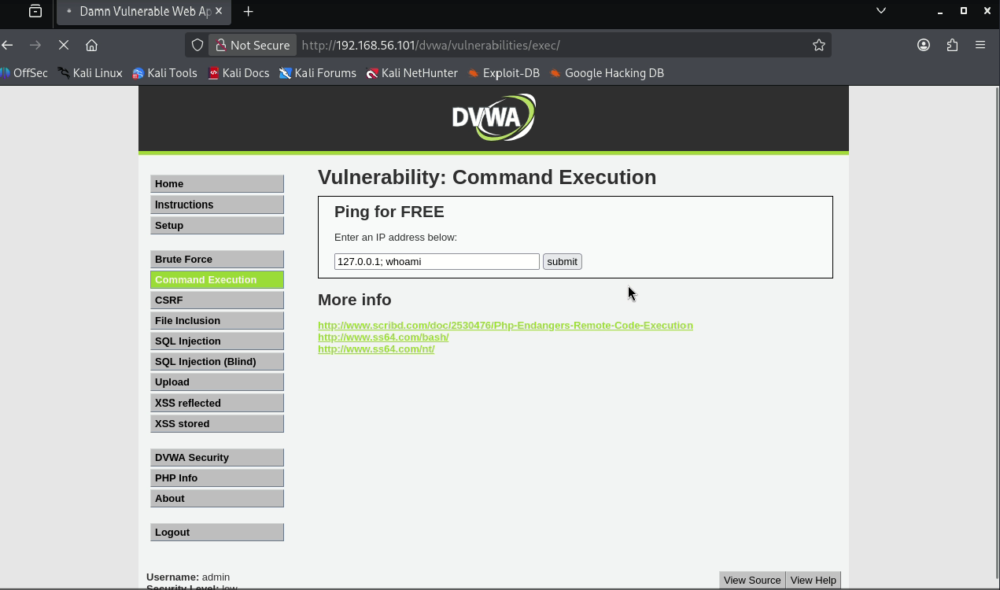 Damn Vulnerable Web Ap
Not Secure
http://192.168.56.101/dvwa/vulnerabilities/exec/
OffSec Kali Linux Kali Tools Kali Docs Kali Forums Kali NetHunter Exploit-DB Google Hacking DB
DVWA
Home
Instructions
Setup
Brute Force
Command Execution
CSRF
File Inclusion
SQL Injection
SQL Injection (Blind)
Upload
XSS reflected
XSS stored
DVWA Security
PHP Info
About
Logout
Vulnerability: Command Execution
Ping for FREE
Enter an IP address below:
127.0.0.1; whoami submit
More info
http://www.scribd.com/doc/2530476/Php-Endangers-Remote-Code-Execution
http://www.ss64.com/bash/
http://www.ss64.com/nt/
Username: admin
Security Level: low
View Source View Help